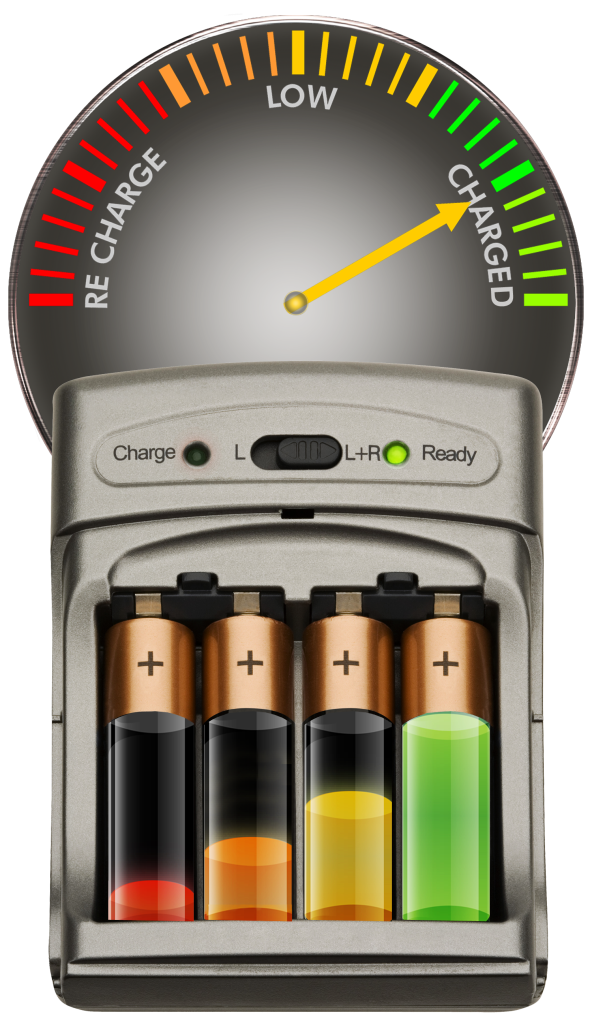 LOW
RE CHARGE
CHARGED
Charge L L+R Ready
+ + + +